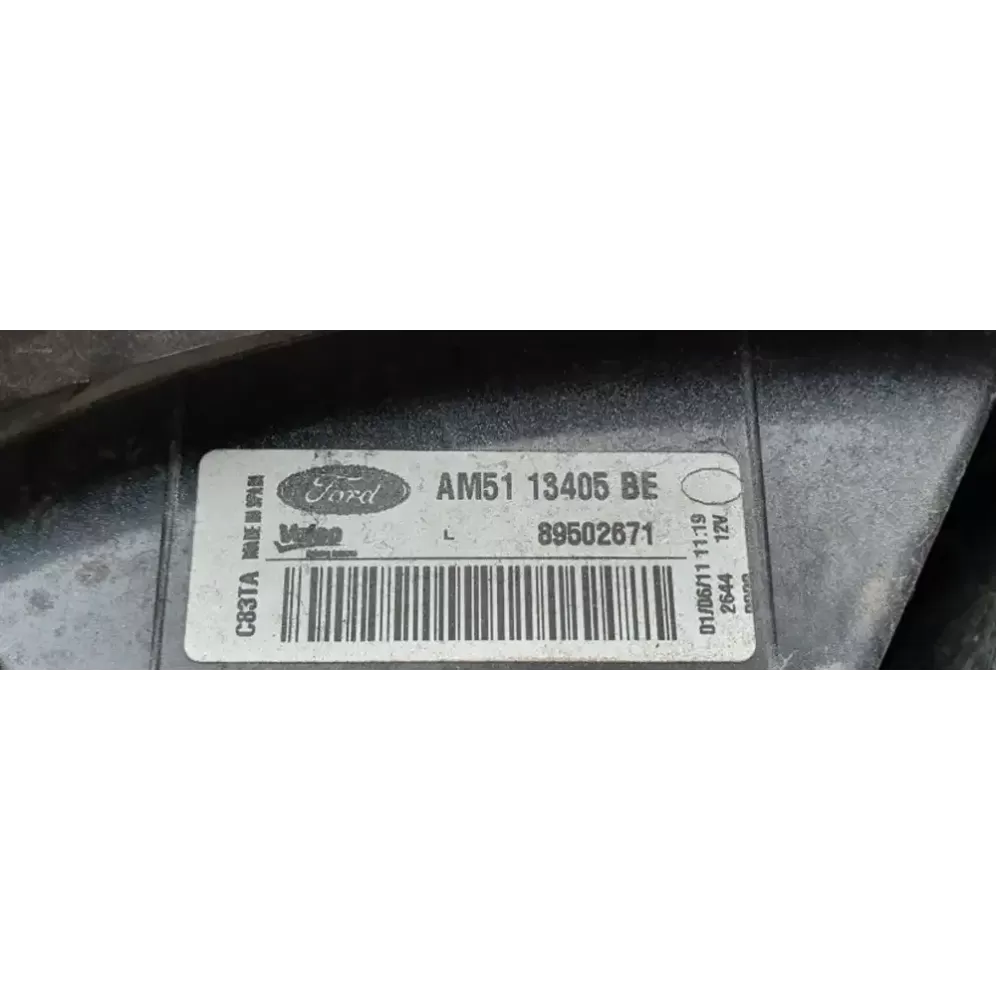 Ford AM51 13405 BE
Valeo L 89502671
C83TA MADE IN SPAIN
01/06/11 11:19
2644 12V